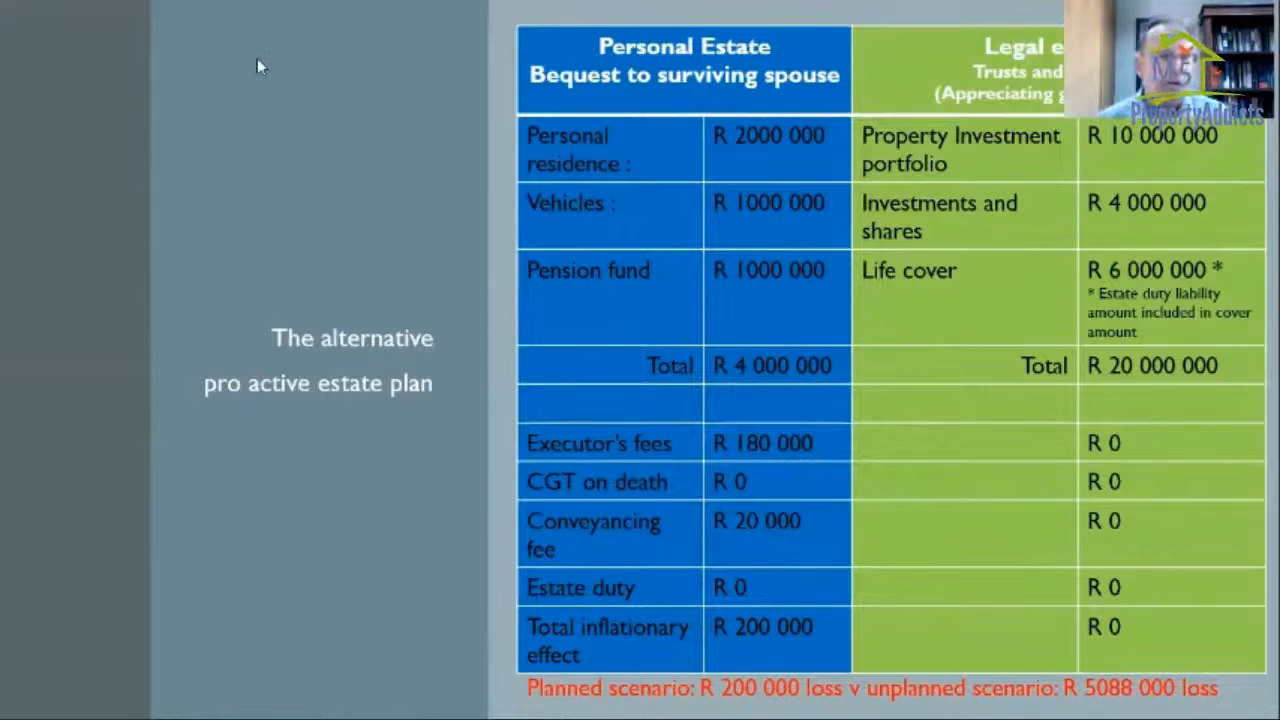 The alternative
pro active estate plan
Personal Estate
Bequest to surviving spouse
Legal e
Trusts and
(Appreciating g
PropertyAddicts
Personal
residence :
R 2000 000
Property Investment
portfolio
R 10 000 000
Vehicles :
R 1000 000
Investments and
shares
R 4 000 000
Pension fund
R 1000 000
Life cover
R 6 000 000 *
* Estate duty liability
amount included in cover
amount
Total
R 4 000 000
Total
R 20 000 000
Executor's fees
R 180 000
R 0
CGT on death
R 0
R 0
Conveyancing
fee
R 20 000
R 0
Estate duty
R 0
R 0
Total inflationary
effect
R 200 000
R 0
Planned scenario: R 200 000 loss v unplanned scenario: R 5088 000 loss